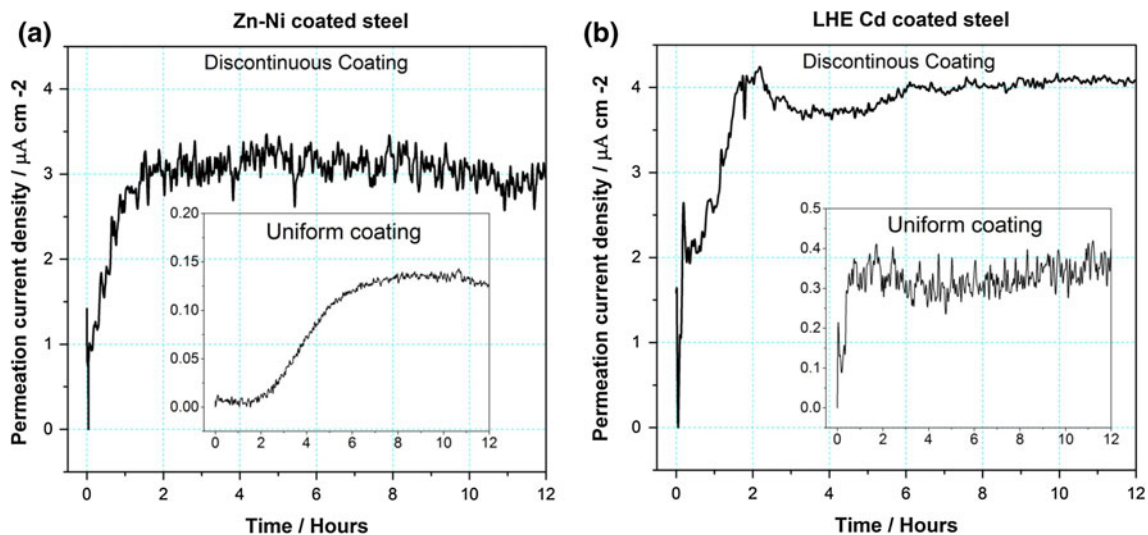 (a)
Zn-Ni coated steel
Discontinuous Coating
Permeation current density / μA cm -2
4
3
2
1
0
Uniform coating
0.20
0.15
0.10
0.05
0.00
0 2 4 6 8 10 12
0 2 4 6 8 10 12
Time / Hours
(b)
LHE Cd coated steel
Discontinous Coating
Permeation current density / μA cm -2
4
3
2
1
0
Uniform coating
0.5
0.4
0.3
0.2
0.1
0.0
0 2 4 6 8 10 12
0 2 4 6 8 10 12
Time / Hours